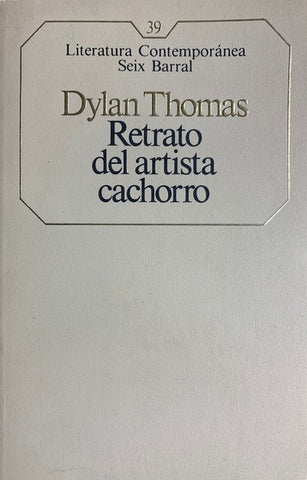 39
Literatura Contemporánea
Seix Barral
Dylan Thomas
Retrato
del artista
cachorro